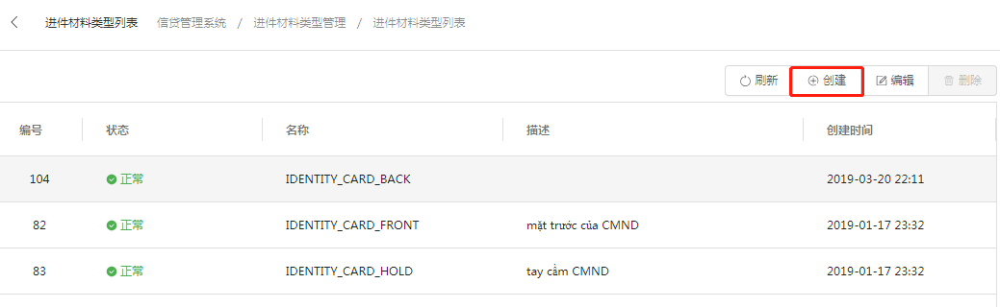 进件材料类型列表 信贷管理系统 / 进件材料类型管理 / 进件材料类型列表
刷新 创建 编辑 删除
编号 状态 名称 描述 创建时间
104 正常 IDENTITY_CARD_BACK 2019-03-20 22:11
82 正常 IDENTITY_CARD_FRONT mặt trước của CMND 2019-01-17 23:32
83 正常 IDENTITY_CARD_HOLD tay cầm CMND 2019-01-17 23:32